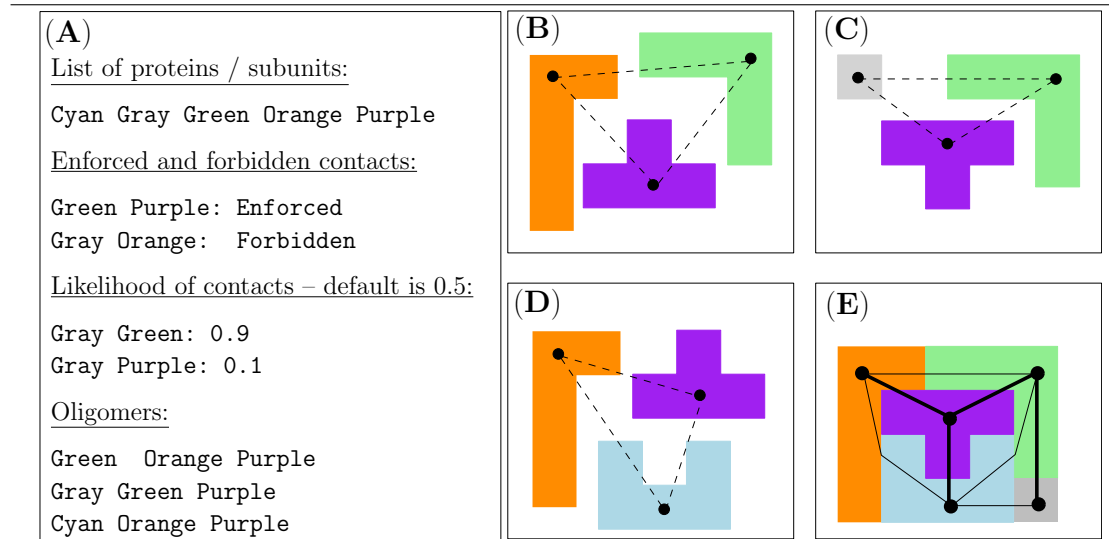 (A)
List of proteins / subunits:
Cyan Gray Green Orange Purple
Enforced and forbidden contacts:
Green Purple: Enforced
Gray Orange: Forbidden
Likelihood of contacts – default is 0.5:
Gray Green: 0.9
Gray Purple: 0.1
Oligomers:
Green Orange Purple
Gray Green Purple
Cyan Orange Purple
(B)
(C)
(D)
(E)